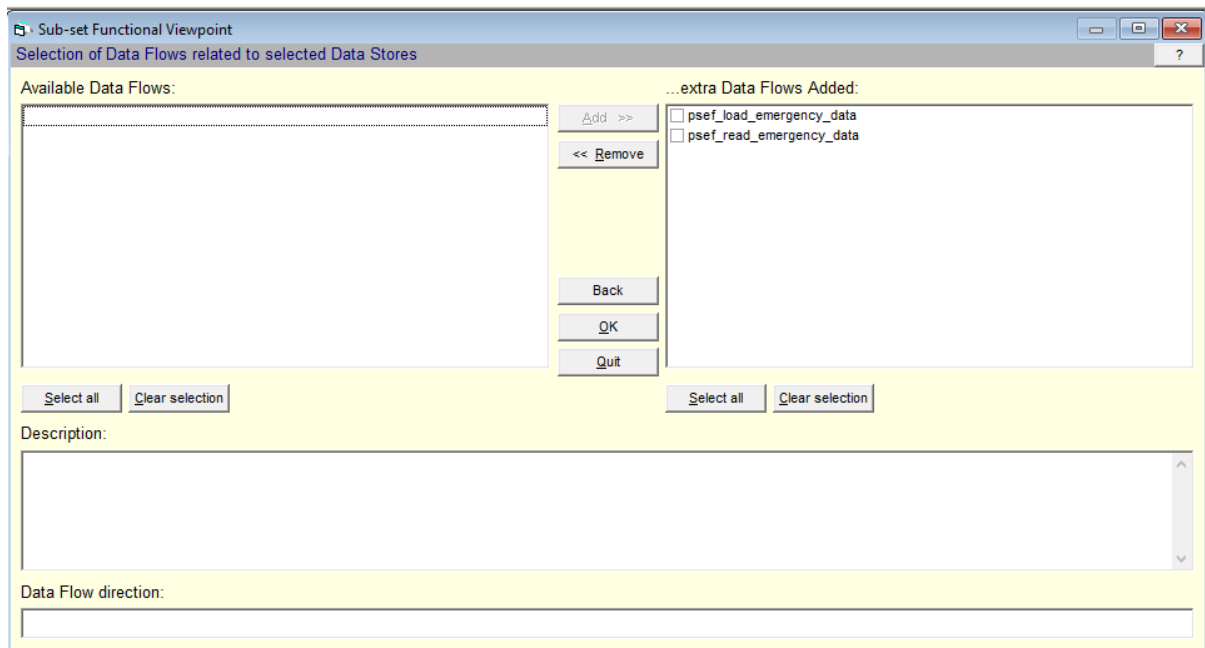 Sub-set Functional Viewpoint
Selection of Data Flows related to selected Data Stores
?
Available Data Flows:
...extra Data Flows Added:
Add >>
<< Remove
psef_load_emergency_data
psef_read_emergency_data
Back
OK
Quit
Select all
Clear selection
Select all
Clear selection
Description:
Data Flow direction: